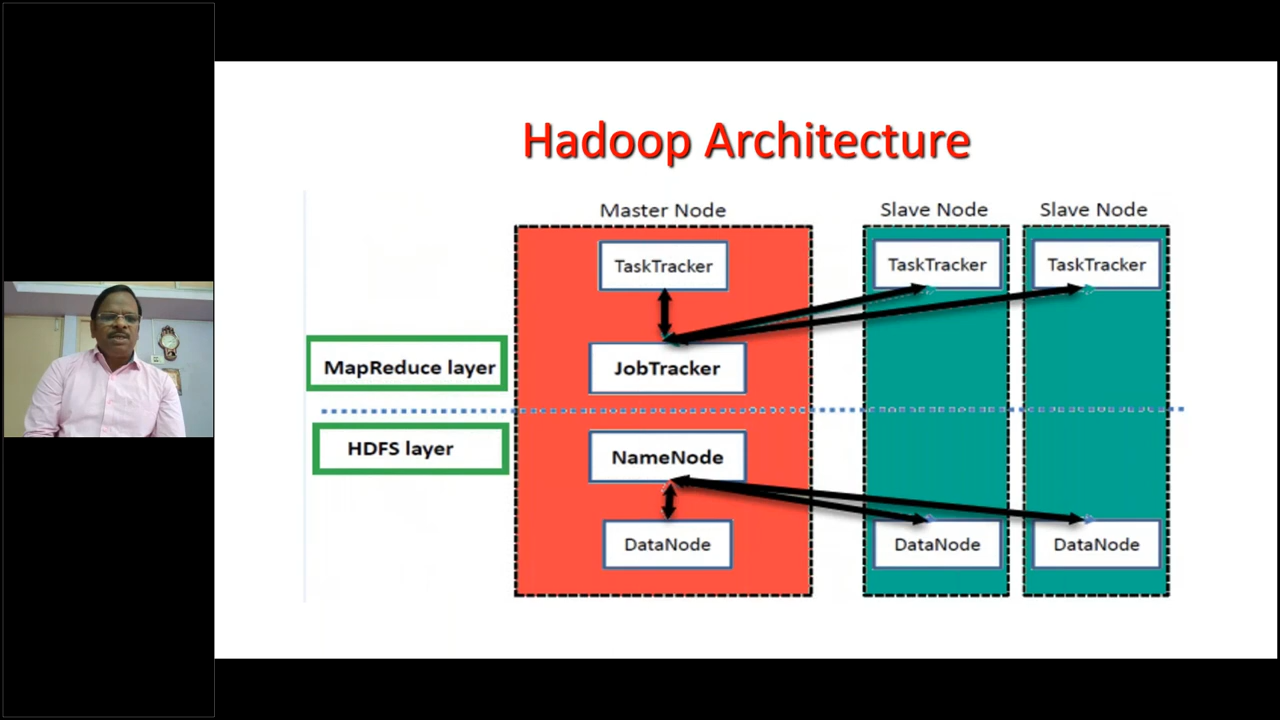 Hadoop Architecture
Master Node
Slave Node
Slave Node
TaskTracker
TaskTracker
TaskTracker
MapReduce layer
JobTracker
HDFS layer
NameNode
DataNode
DataNode
DataNode